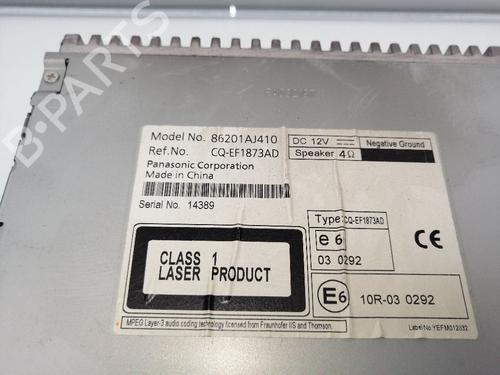 B-PARTS
Model No. 86201AJ410
DC 12V Negative Ground
Ref.No. CQ-EF1873AD
Speaker 4Ω
Panasonic Corporation
Made in China
Serial No. 14389
Type: CQ-EF1873AD
e6
03 0292
CE
CLASS 1
LASER PRODUCT
E6
10R-03 0292
MPEG Layer-3 audio coding technology licensed from Fraunhofer IIS and Thomson.
Label No.YEFM012032